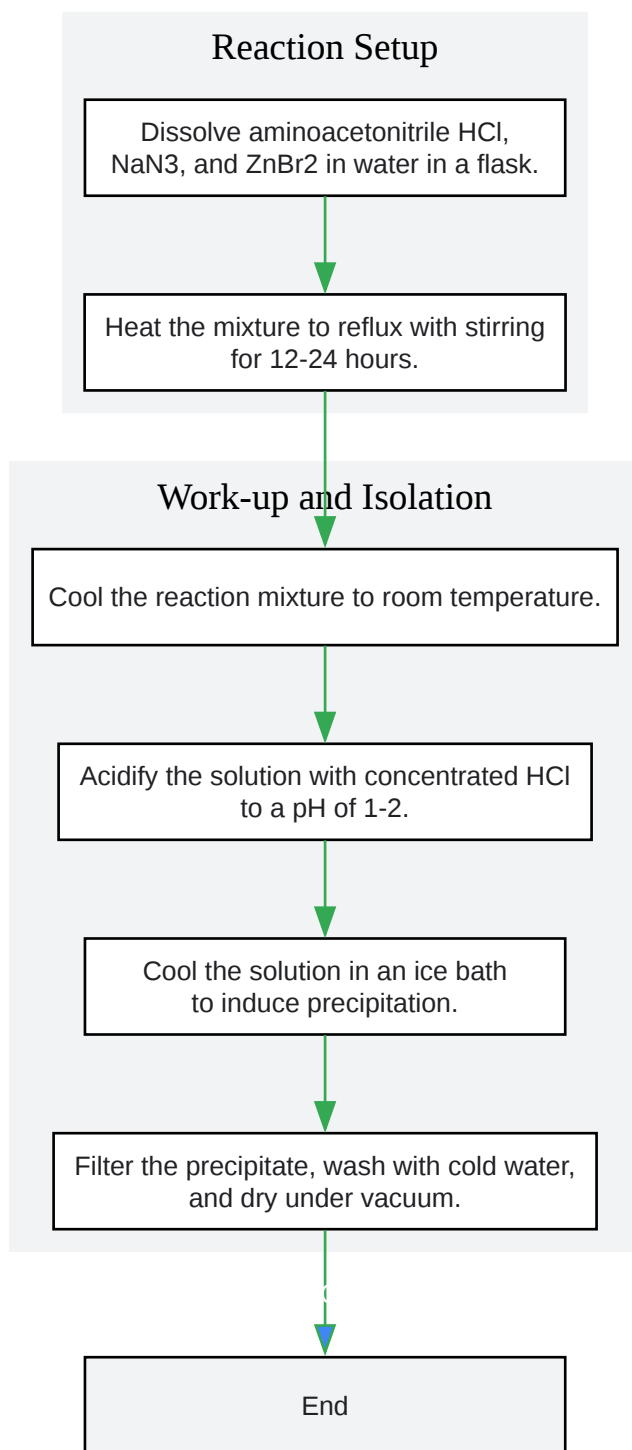 Reaction Setup
Dissolve aminoacetonitrile HCl,
NaN3, and ZnBr2 in water in a flask.
Heat the mixture to reflux with stirring
for 12-24 hours.
Work-up and Isolation
Cool the reaction mixture to room temperature.
Acidify the solution with concentrated HCl
to a pH of 1-2.
Cool the solution in an ice bath
to induce precipitation.
Filter the precipitate, wash with cold water,
and dry under vacuum.
End